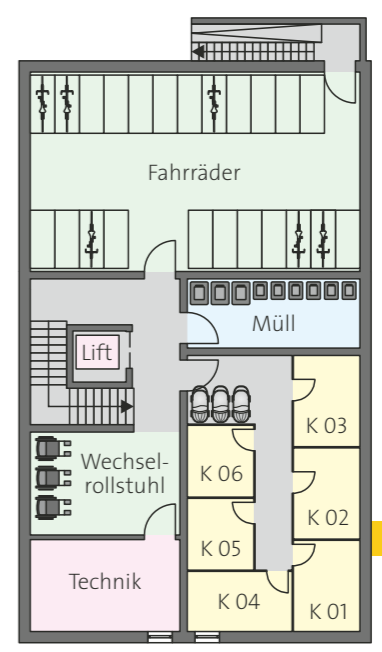 Fahrräder
Müll
Lift
K 03
Wechsel-
rollstuhl
K 06
K 02
K 05
Technik
K 04
K 01